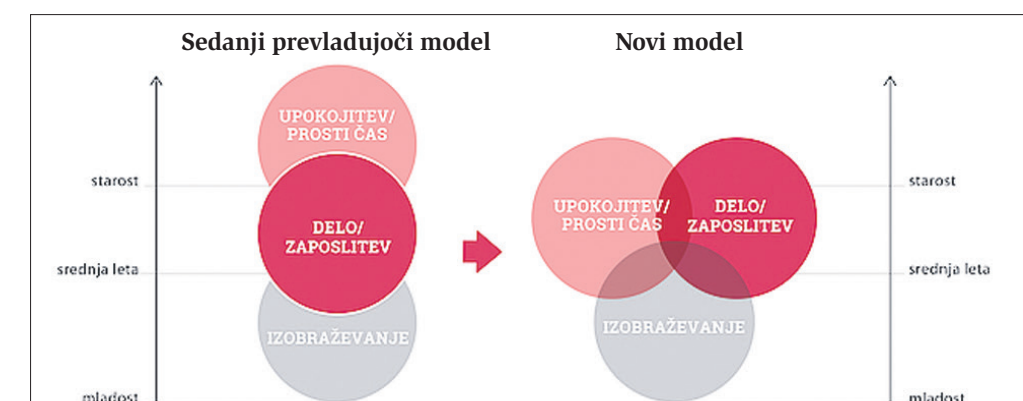 Sedanji prevladujoči model
Novi model
UPOKOJITEV/
PROSTI ČAS
starost
DELO/
ZAPOSLITEV
srednja leta
IZOBRAŽEVANJE
mladost
UPOKOJITEV/
PROSTI ČAS
DELO/
ZAPOSLITEV
IZOBRAŽEVANJE
starost
srednja leta
mladost